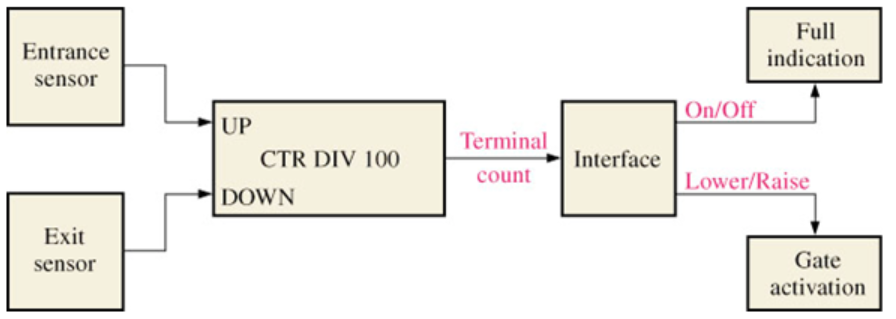 Entrance
sensor
UP
CTR DIV 100
DOWN
Exit
sensor
Terminal
count
Interface
On/Off
Lower/Raise
Full
indication
Gate
activation